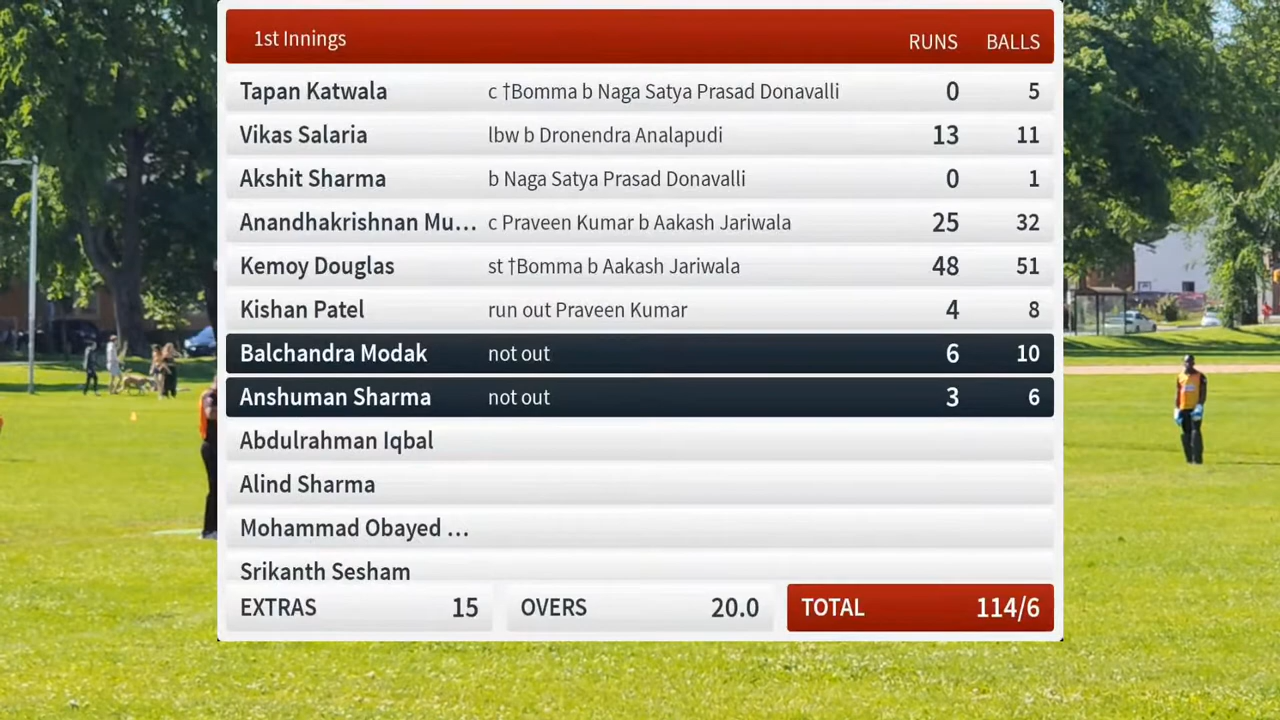 1st Innings RUNS BALLS
Tapan Katwala c †Bomma b Naga Satya Prasad Donavalli 0 5
Vikas Salaria lbw b Dronendra Analapudi 13 11
Akshit Sharma b Naga Satya Prasad Donavalli 0 1
Anandhakrishnan Mu... c Praveen Kumar b Aakash Jariwala 25 32
Kemoy Douglas st †Bomma b Aakash Jariwala 48 51
Kishan Patel run out Praveen Kumar 4 8
Balchandra Modak not out 6 10
Anshuman Sharma not out 3 6
Abdulrahman Iqbal
Alind Sharma
Mohammad Obayed ...
Srikanth Sesham
EXTRAS 15 OVERS 20.0 TOTAL 114/6